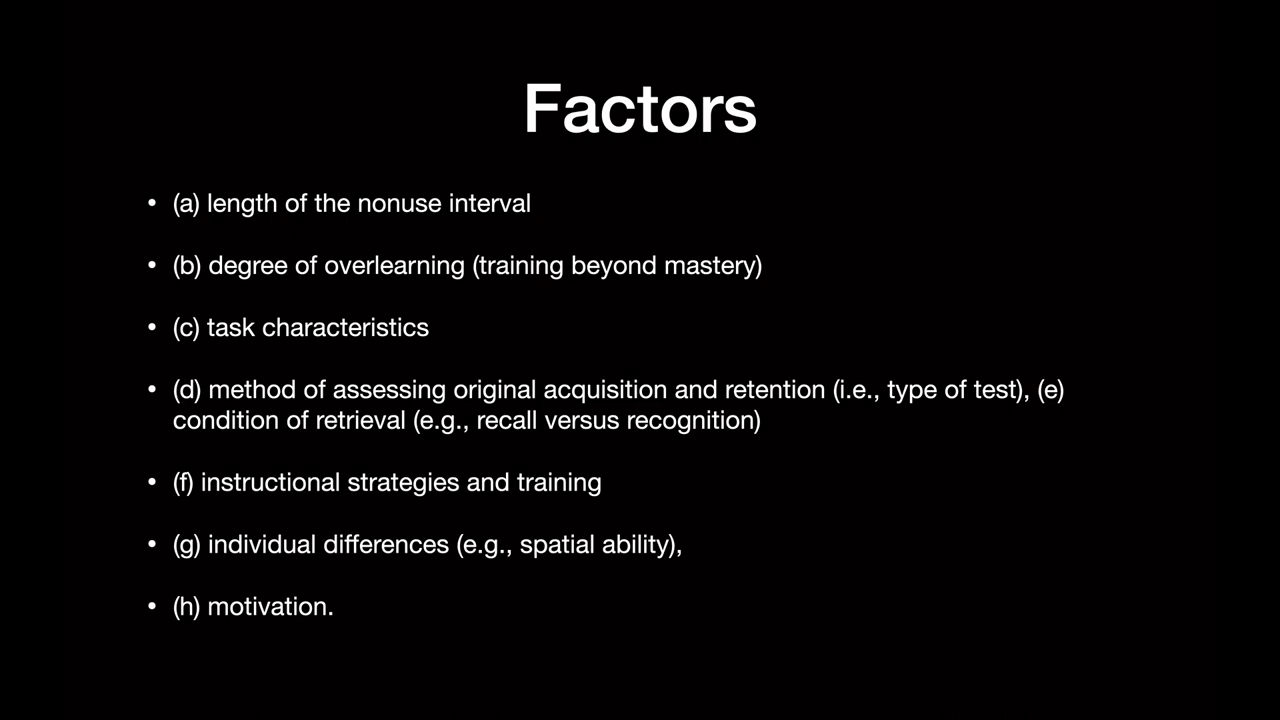 Factors
• (a) length of the nonuse interval
• (b) degree of overlearning (training beyond mastery)
• (c) task characteristics
• (d) method of assessing original acquisition and retention (i.e., type of test), (e)
condition of retrieval (e.g., recall versus recognition)
• (f) instructional strategies and training
• (g) individual differences (e.g., spatial ability),
• (h) motivation.